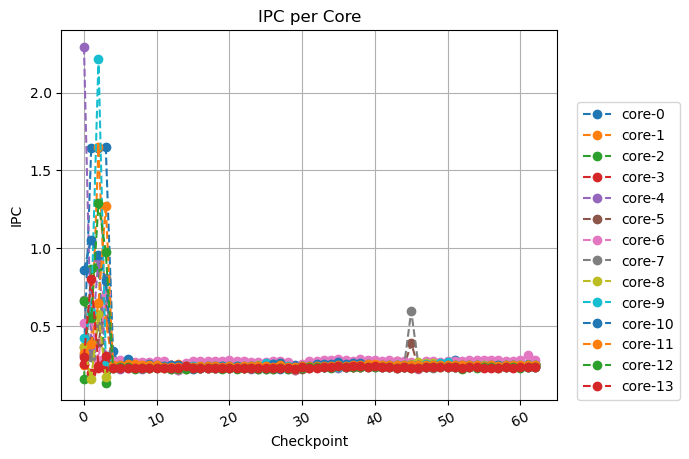 IPC per Core
IPC
2.0
1.5
1.0
0.5
0
10
20
30
40
50
60
Checkpoint
core-0
core-1
core-2
core-3
core-4
core-5
core-6
core-7
core-8
core-9
core-10
core-11
core-12
core-13